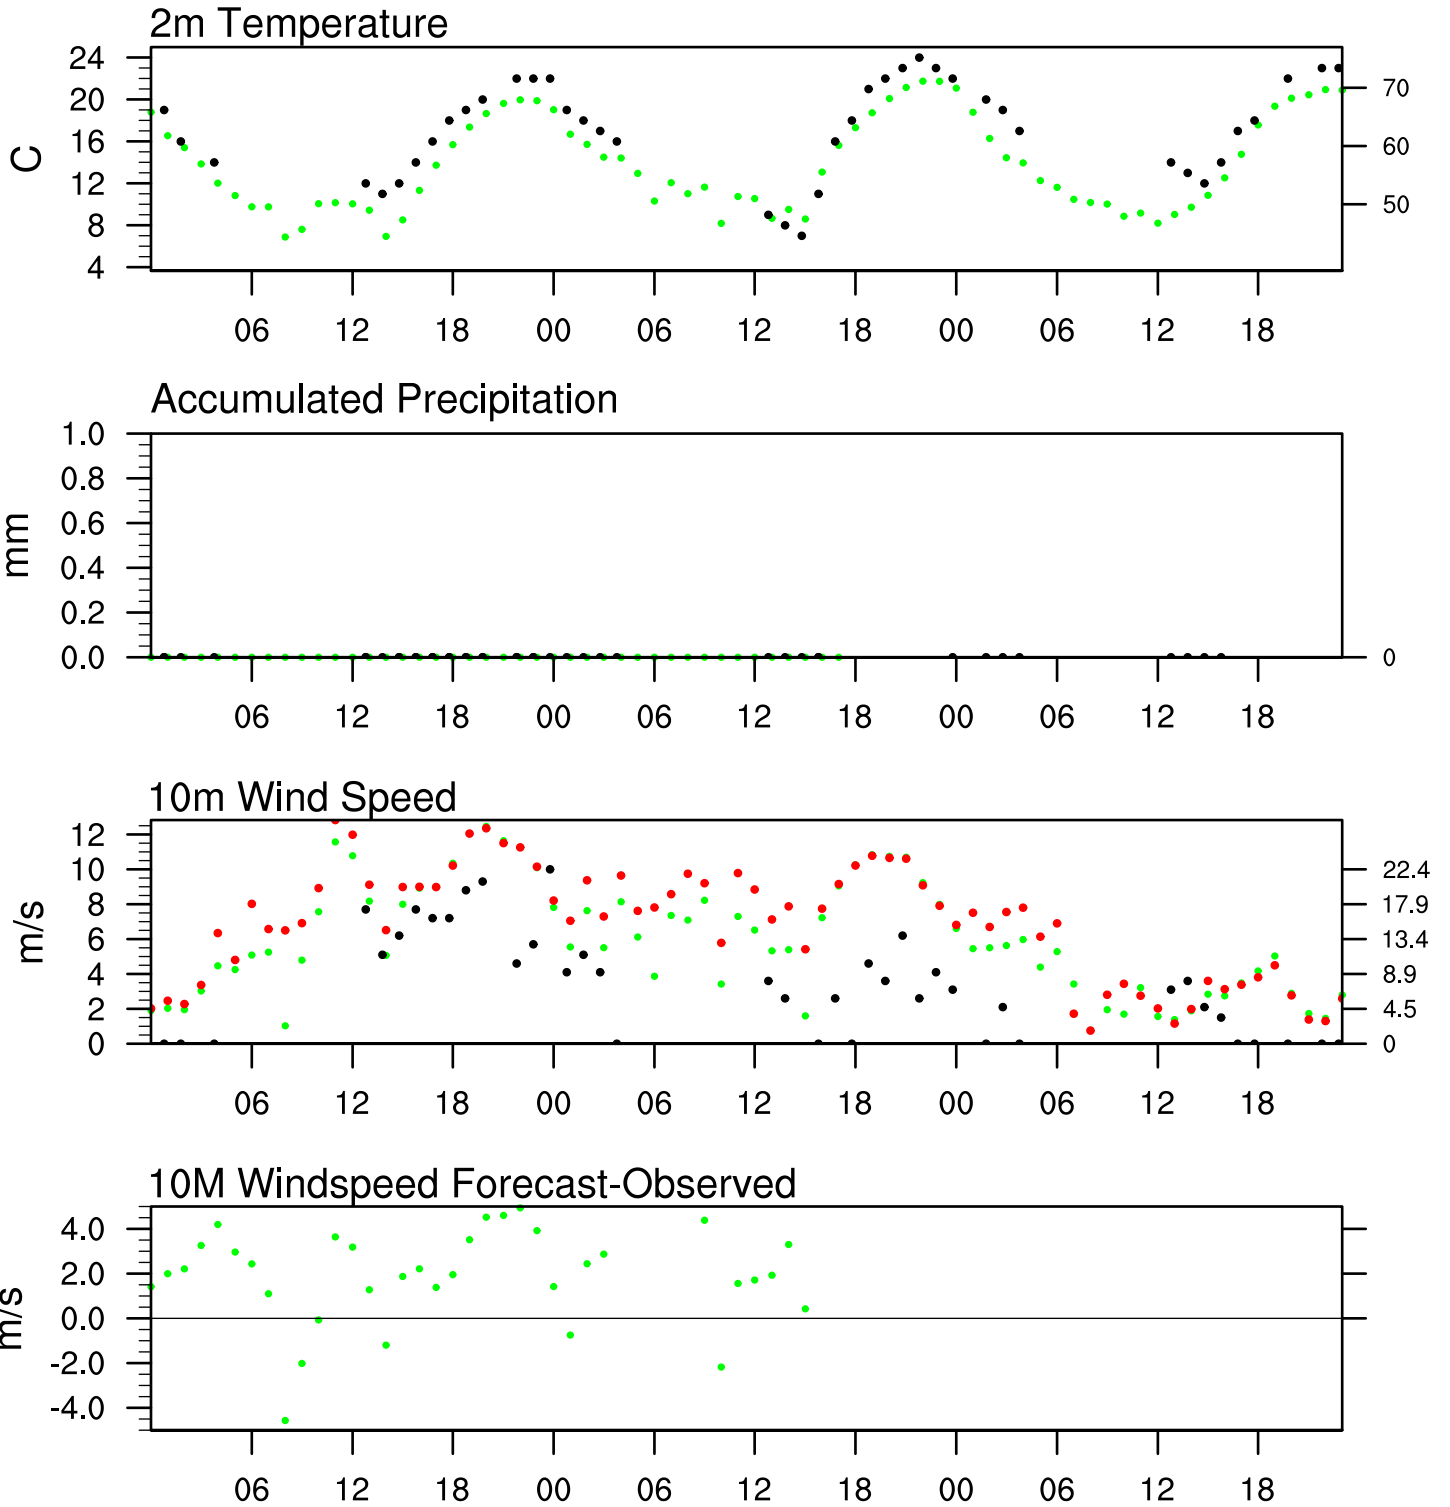 2m Temperature
24
20
16
12
8
4
C
70
60
50
06 12 18 00 06 12 18 00 06 12 18
Accumulated Precipitation
1.0
0.8
0.6
0.4
0.2
0.0
mm
0
06 12 18 00 06 12 18 00 06 12 18
10m Wind Speed
12
10
8
6
4
2
0
m/s
22.4
17.9
13.4
8.9
4.5
0
06 12 18 00 06 12 18 00 06 12 18
10M Windspeed Forecast-Observed
4.0
2.0
0.0
-2.0
-4.0
m/s
06 12 18 00 06 12 18 00 06 12 18